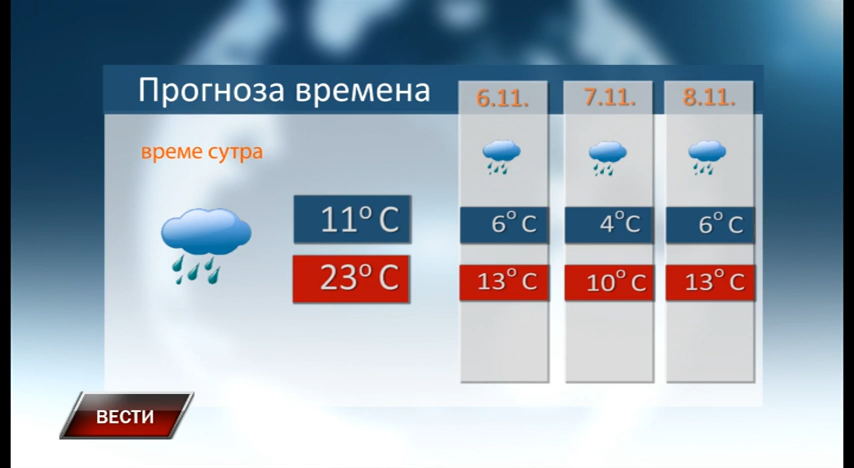 Прогноза времена
време сутра
11° C
23° C
6.11.
6° C
13° C
7.11.
4°C
10° C
8.11.
6° C
13° C
ВЕСТИ